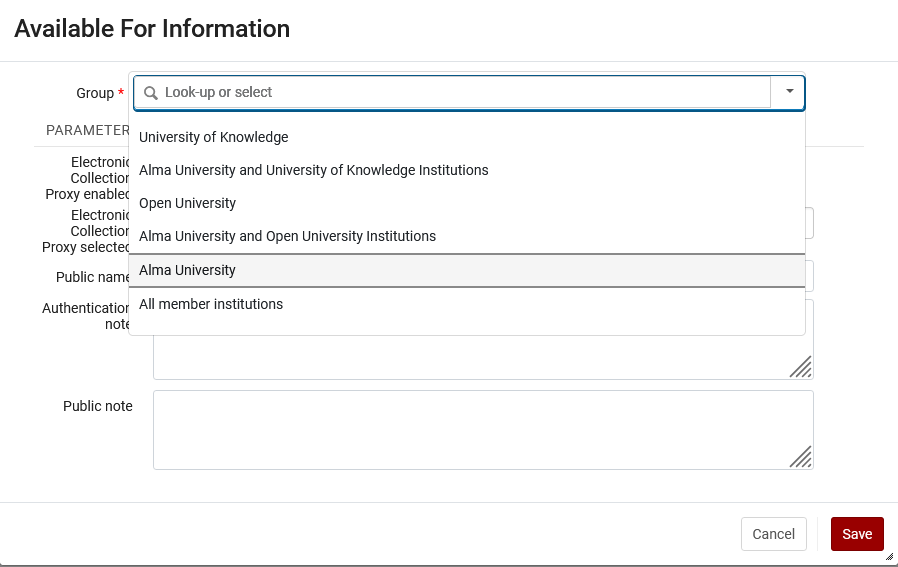 Available For Information
Group *
Look-up or select
PARAMETER
University of Knowledge
Alma University and University of Knowledge Institutions
Open University
Alma University and Open University Institutions
Alma University
All member institutions
Electronic
Collection
Proxy enabled
Electronic
Collection
Proxy selected
Public name
Authentication
note
Public note
Cancel
Save